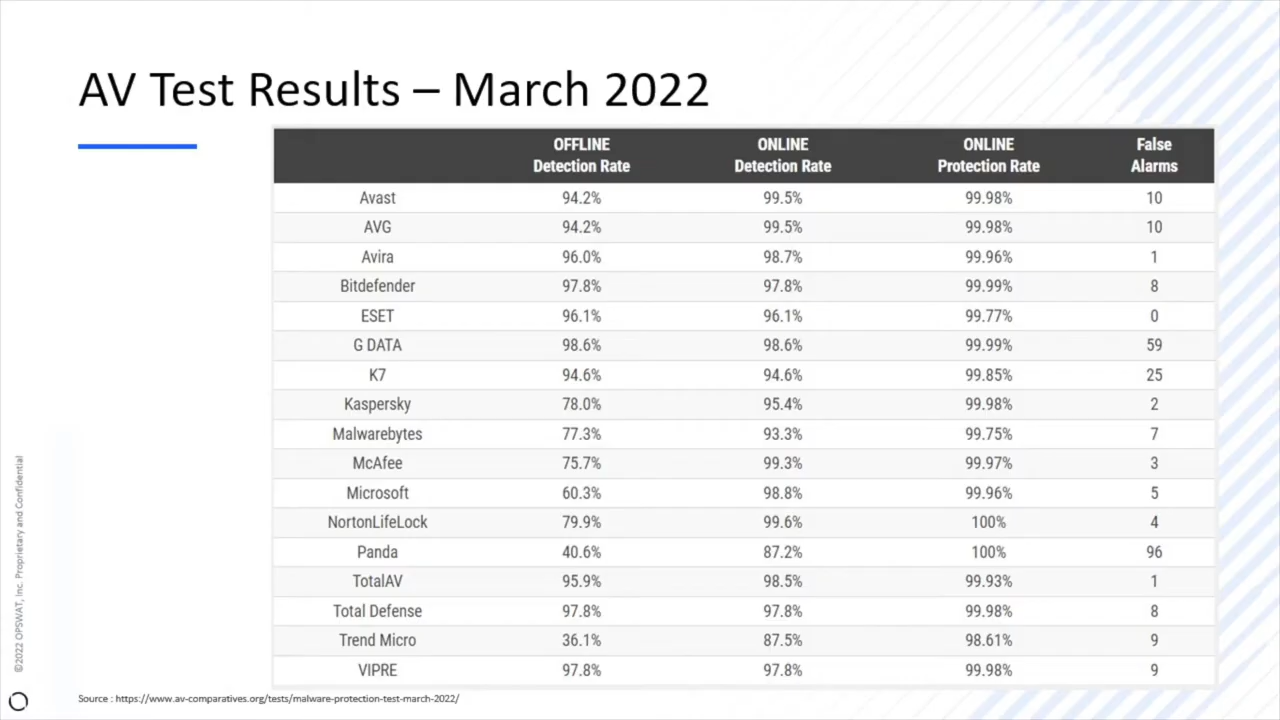 AV Test Results – March 2022
OFFLINE Detection Rate ONLINE Detection Rate ONLINE Protection Rate False Alarms
Avast 94.2% 99.5% 99.98% 10
AVG 94.2% 99.5% 99.98% 10
Avira 96.0% 98.7% 99.96% 1
Bitdefender 97.8% 97.8% 99.99% 8
ESET 96.1% 96.1% 99.77% 0
G DATA 98.6% 98.6% 99.99% 59
K7 94.6% 94.6% 99.85% 25
Kaspersky 78.0% 95.4% 99.98% 2
Malwarebytes 77.3% 93.3% 99.75% 7
McAfee 75.7% 99.3% 99.97% 3
Microsoft 60.3% 98.8% 99.96% 5
NortonLifeLock 79.9% 99.6% 100% 4
Panda 40.6% 87.2% 100% 96
TotalAV 95.9% 98.5% 99.93% 1
Total Defense 97.8% 97.8% 99.98% 8
Trend Micro 36.1% 87.5% 98.61% 9
VIPRE 97.8% 97.8% 99.98% 9
Source : https://www.av-comparatives.org/tests/malware-protection-test-march-2022/
©2022 OPSWAT, Inc. Proprietary and Confidential